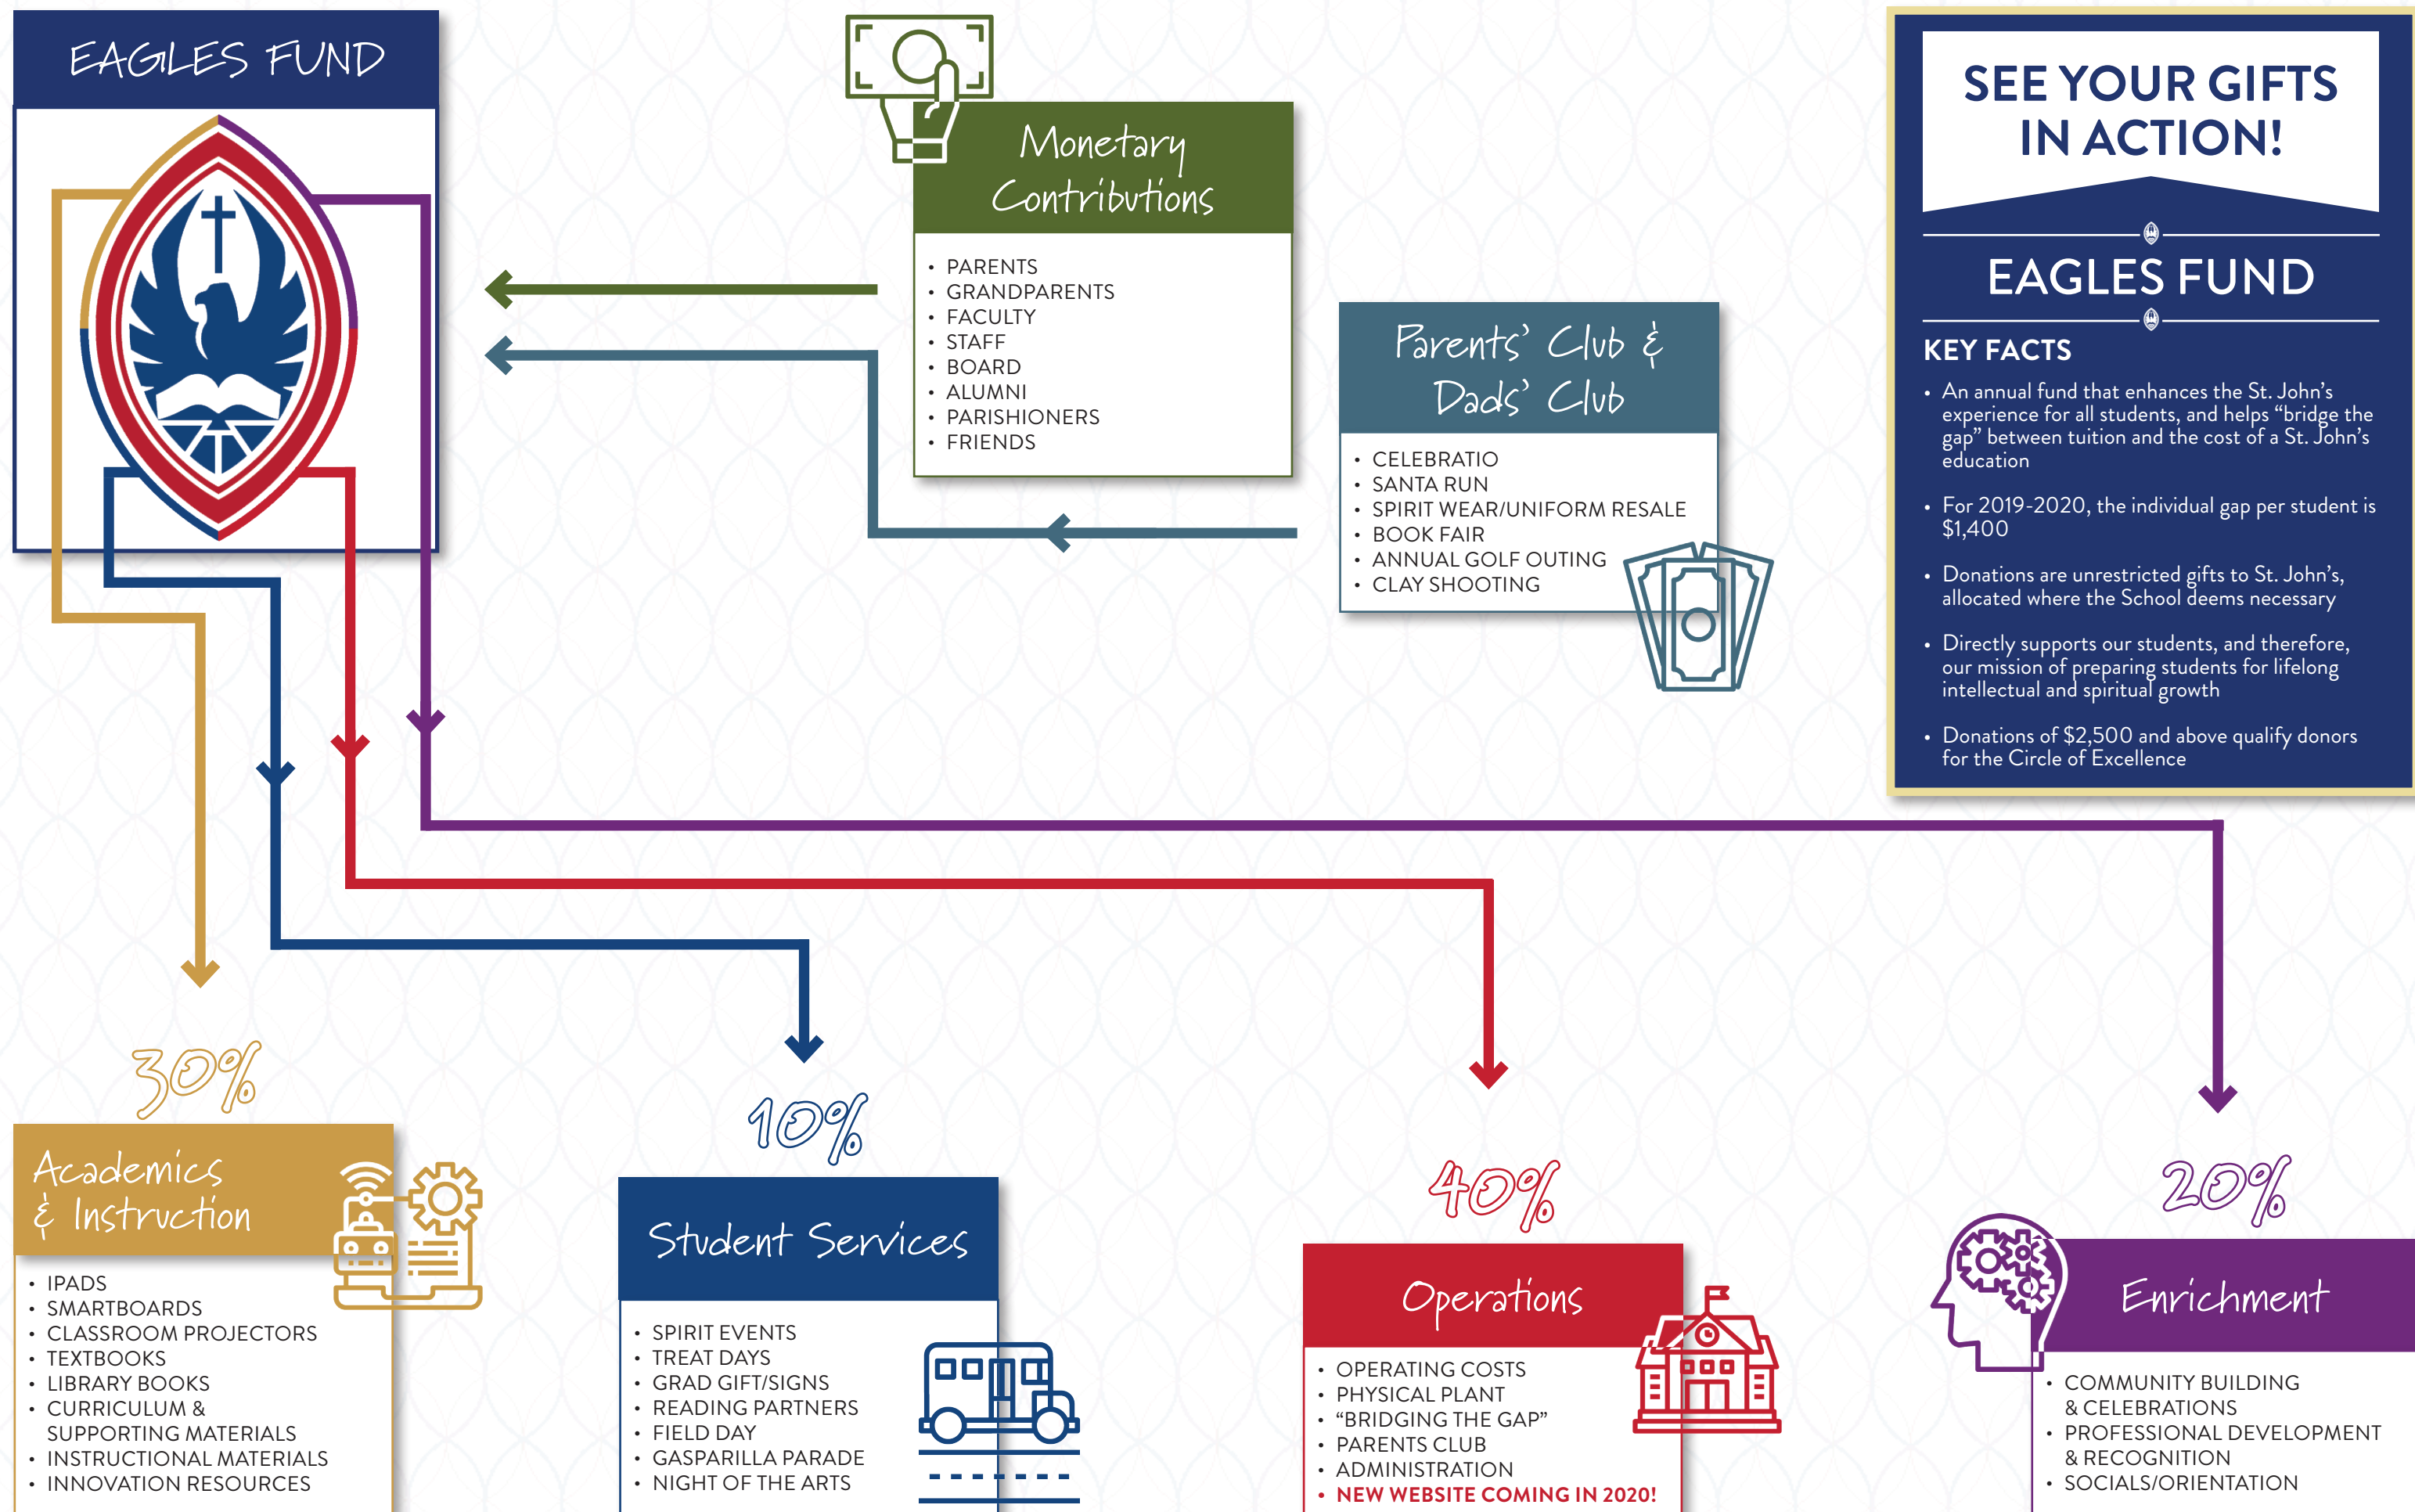 EAGLES FUND
Monetary
Contributions
• PARENTS
• GRANDPARENTS
• FACULTY
• STAFF
• BOARD
• ALUMNI
• PARISHIONERS
• FRIENDS
Parents' Club &
Dads' Club
• CELEBRATIO
• SANTA RUN
• SPIRIT WEAR/UNIFORM RESALE
• BOOK FAIR
• ANNUAL GOLF OUTING
• CLAY SHOOTING
SEE YOUR GIFTS
IN ACTION!
EAGLES FUND
KEY FACTS
• An annual fund that enhances the St. John's
experience for all students, and helps “bridge the
gap” between tuition and the cost of a St. John's
education
• For 2019-2020, the individual gap per student is
$1,400
• Donations are unrestricted gifts to St. John's,
allocated where the School deems necessary
• Directly supports our students, and therefore,
our mission of preparing students for lifelong
intellectual and spiritual growth
• Donations of $2,500 and above qualify donors
for the Circle of Excellence
30%
Academics
& Instruction
• IPADS
• SMARTBOARDS
• CLASSROOM PROJECTORS
• TEXTBOOKS
• LIBRARY BOOKS
• CURRICULUM &
SUPPORTING MATERIALS
• INSTRUCTIONAL MATERIALS
• INNOVATION RESOURCES
10%
Student Services
• SPIRIT EVENTS
• TREAT DAYS
• GRAD GIFT/SIGNS
• READING PARTNERS
• FIELD DAY
• GASPARILLA PARADE
• NIGHT OF THE ARTS
40%
Operations
• OPERATING COSTS
• PHYSICAL PLANT
• “BRIDGING THE GAP”
• PARENTS CLUB
• ADMINISTRATION
• NEW WEBSITE COMING IN 2020!
20%
Enrichment
• COMMUNITY BUILDING
& CELEBRATIONS
• PROFESSIONAL DEVELOPMENT
& RECOGNITION
• SOCIALS/ORIENTATION